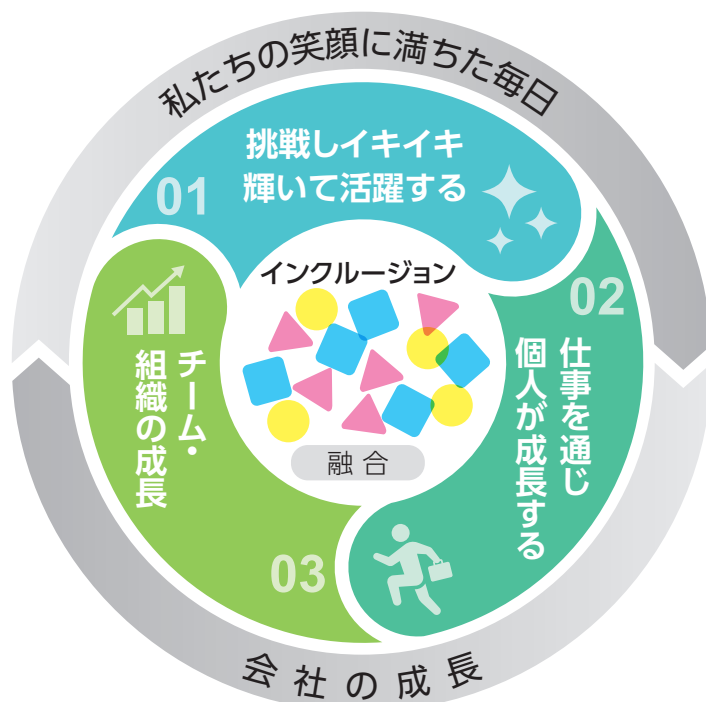 私たちの笑顔に満ちた毎日
01
挑戦しイキイキ
輝いて活躍する
02
仕事を通じ
個人が成長する
03
チーム・
組織の成長
インクルージョン
融合
会社の成長